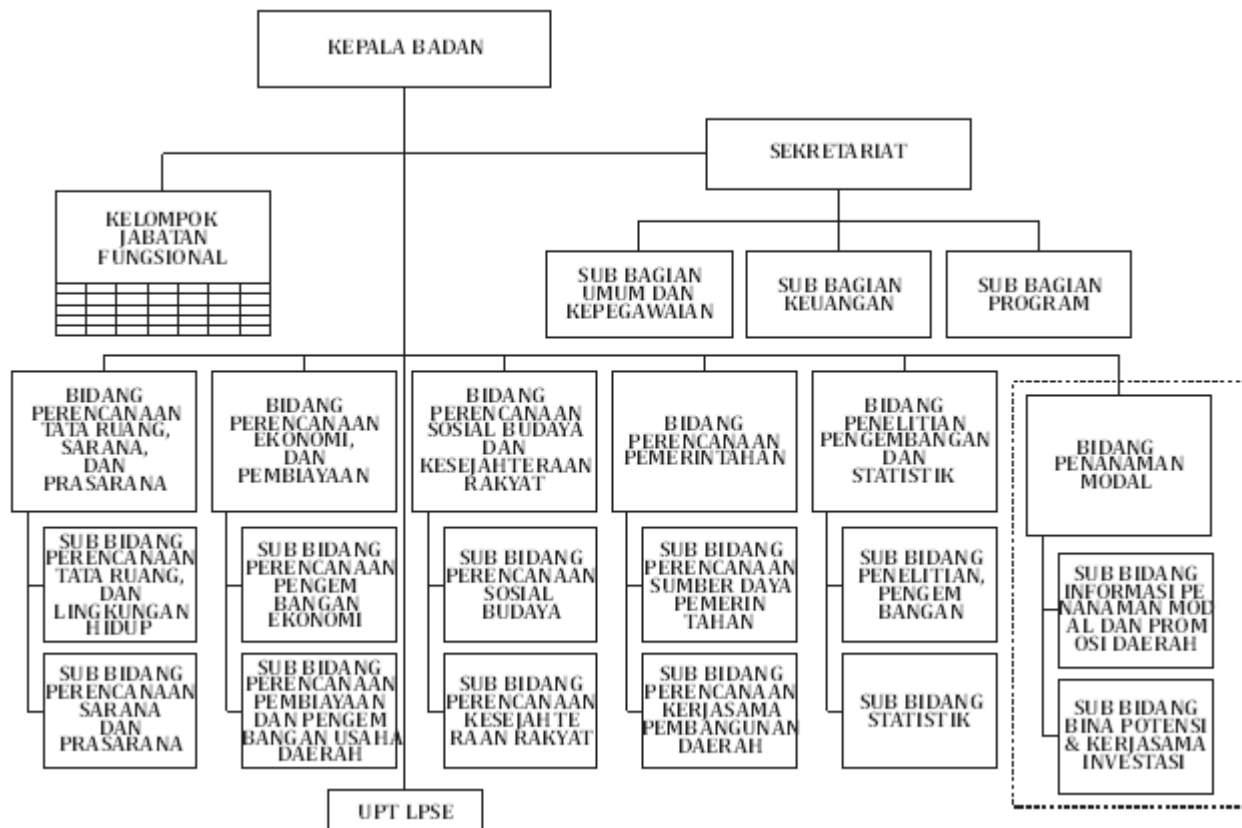 KEPALA BADAN
SEKRETARIAT
KELOMPOK
JABATAN
FUNGSIONAL
SUB BAGIAN
UMUM DAN
KEPEGAWAIAN
SUB BAGIAN
KEUANGAN
SUB BAGIAN
PROGRAM
BIDANG
PERENCANAAN
TATA RUANG,
SARANA,
DAN
PRASARANA
BIDANG
PERENCANAAN
EKONOMI,
DAN
PEMBIAYAAN
BIDANG
PERENCANAAN
SOSIAL BUDAYA
DAN
KESEJAHTERAAN
RAKYAT
BIDANG
PERENCANAAN
PEMERINTAHAN
BIDANG
PENELITIAN
PENGEMBANGAN
DAN
STATISTIK
BIDANG
PENANAMAN
MODAL
SUB BIDANG
PERENCANAAN
TATA RUANG,
DAN
LINGKUNGAN
HIDUP
SUB BIDANG
PERENCANAAN
PENGEM
BANGAN
EKONOMI
SUB BIDANG
PERENCANAAN
SOSIAL
BUDAYA
SUB BIDANG
PERENCANAAN
SUMBER DAYA
PEMERIN
TAHAN
SUB BIDANG
PENELITIAN,
PENGEM
BANGAN
SUB BIDANG
INFORMASI PE
NANAMAN MOD
AL DAN PROM
OSI DAERAH
SUB BIDANG
PERENCANAAN
SARANA
DAN
PRASARANA
SUB BIDANG
PERENCANAAN
PEMBIAYAAN
DAN PENGEM
BANGAN USAHA
DAERAH
SUB BIDANG
PERENCANAAN
KESEJAHTE
RAAN RAKYAT
SUB BIDANG
PERENCANAAN
KERJASAMA
PEMBANGUNAN
DAERAH
SUB BIDANG
STATISTIK
SUB BIDANG
BINA POTENSI
& KERJASAMA
INVESTASI
UPT LPSE